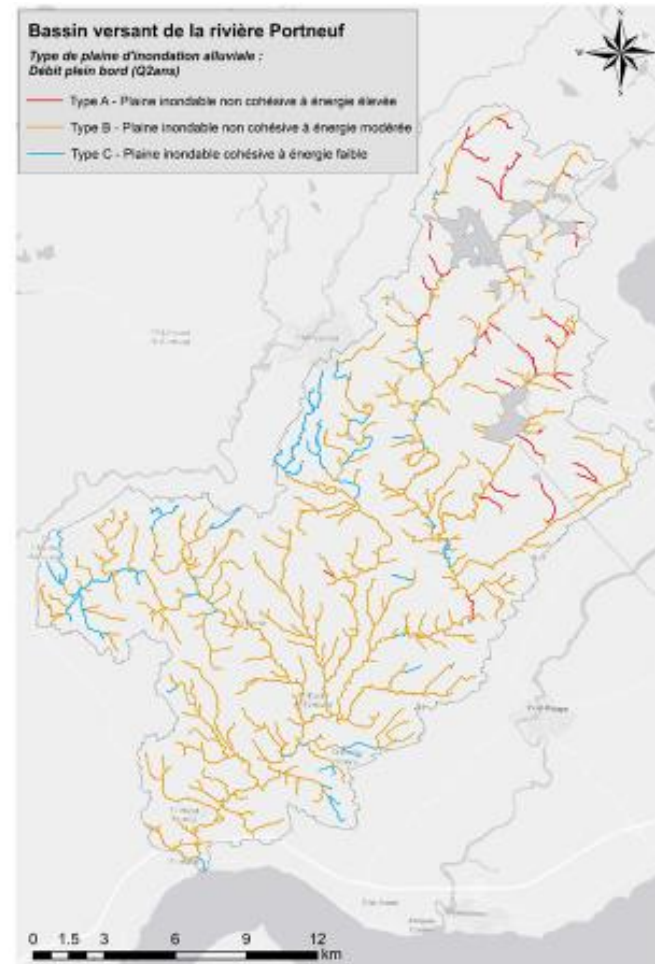 Bassin versant de la rivière Portneuf
Type de plaine d'inondation alluviale :
Débit plein bord (Q2ans)
Type A - Plaine inondable non cohésive à énergie élevée
Type B - Plaine inondable non cohésive à énergie modérée
Type C - Plaine inondable cohésive à énergie faible
N
S
0 1.5 3 6 9 12
km